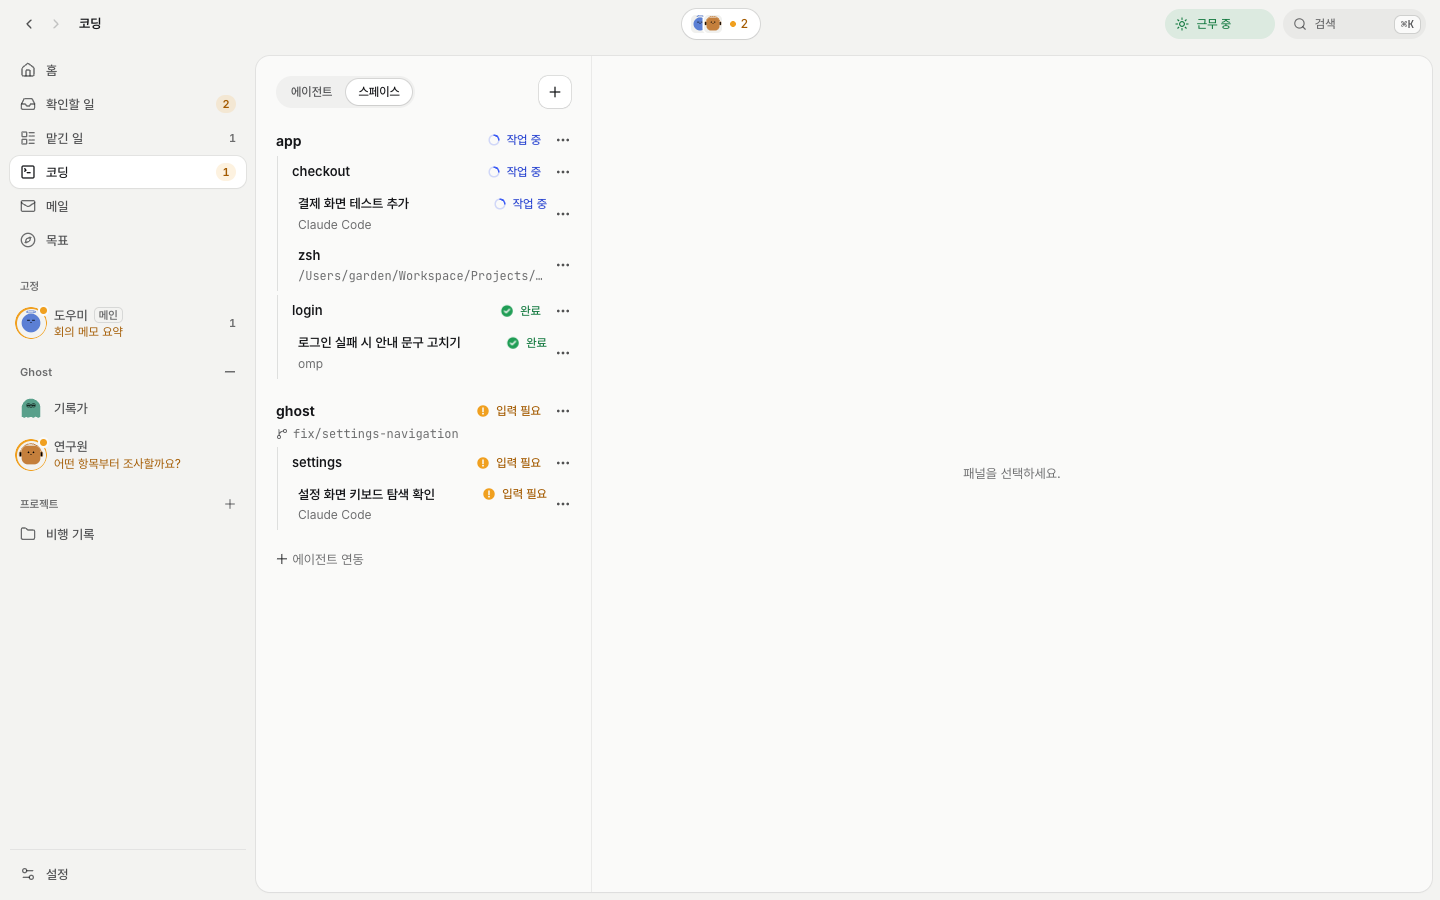 코딩
2
근무 중
검색
⌘K
홈
확인할 일
2
맡긴 일
1
코딩
1
메일
목표
고정
도우미
메인
회의 메모 요약
1
Ghost
기록가
연구원
어떤 항목부터 조사할까요?
프로젝트
비행 기록
설정
에이전트
스페이스
app
작업 중
checkout
작업 중
결제 화면 테스트 추가
작업 중
Claude Code
zsh
/Users/garden/Workspace/Projects/…
login
완료
로그인 실패 시 안내 문구 고치기
완료
omp
ghost
입력 필요
fix/settings-navigation
settings
입력 필요
설정 화면 키보드 탐색 확인
입력 필요
Claude Code
에이전트 연동
패널을 선택하세요.